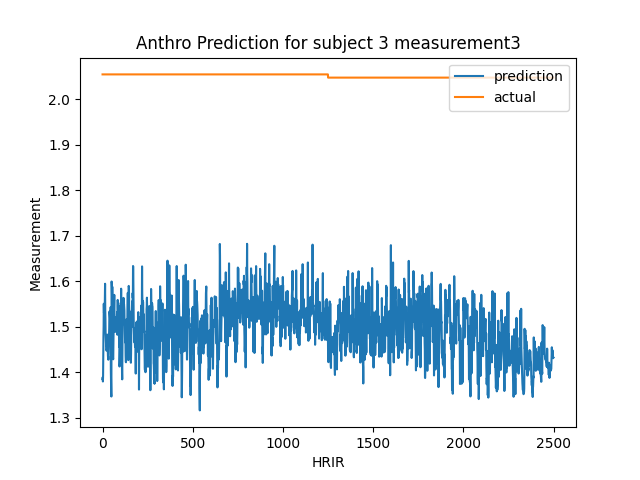 Anthro Prediction for subject 3 measurement3
prediction
actual
Measurement
2.0
1.9
1.8
1.7
1.6
1.5
1.4
1.3
0
500
1000
1500
2000
2500
HRIR